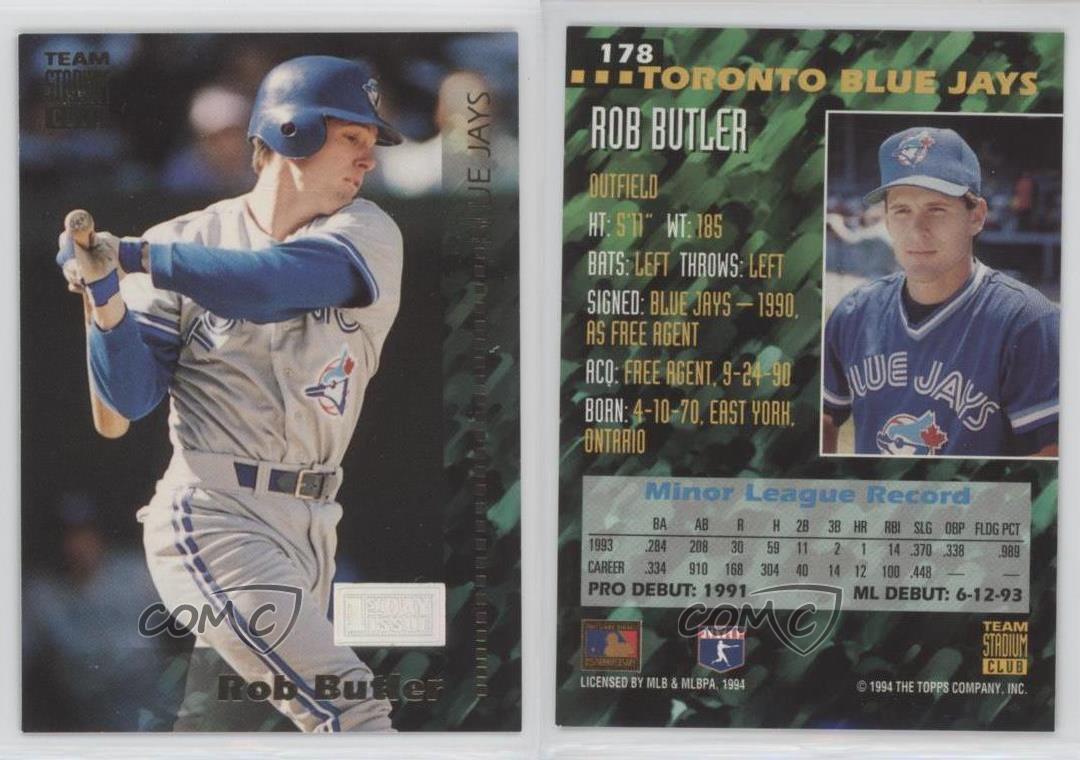 TEAM
STADIUM
CLUB
BLUE JAYS
1ST DAY
ISSUE
COMC
Rob Butler
178
TORONTO BLUE JAYS
ROB BUTLER
OUTFIELD
HT: 5'11" WT: 185
BATS: LEFT THROWS: LEFT
SIGNED: BLUE JAYS — 1990,
AS FREE AGENT
ACQ: FREE AGENT, 9-24-90
BORN: 4-10-70, EAST YORK,
ONTARIO
BLUE JAYS
Minor League Record
BA AB R H 2B 3B HR RBI SLG OBP FLDG PCT
1993 .284 208 30 59 11 2 1 14 .370 .338 .989
CAREER .334 910 168 304 40 14 12 100 .448 — —
PRO DEBUT: 1991 ML DEBUT: 6-12-93
COMC
TEAM
STADIUM
CLUB
LICENSED BY MLB & MLBPA, 1994
© 1994 THE TOPPS COMPANY, INC.